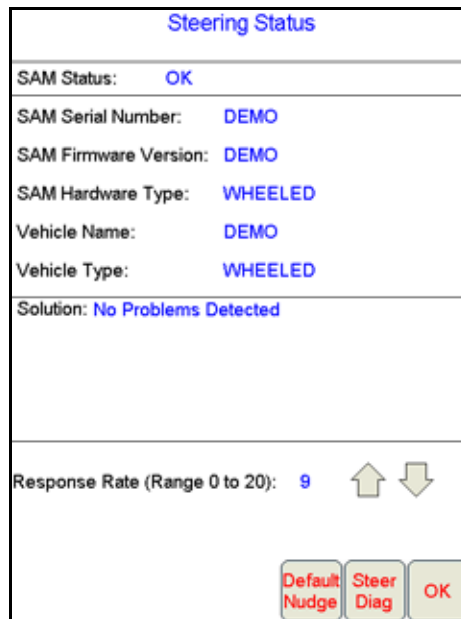 Steering Status
SAM Status: OK
SAM Serial Number: DEMO
SAM Firmware Version: DEMO
SAM Hardware Type: WHEELED
Vehicle Name: DEMO
Vehicle Type: WHEELED
Solution: No Problems Detected
Response Rate (Range 0 to 20): 9
Default Nudge
Steer Diag
OK